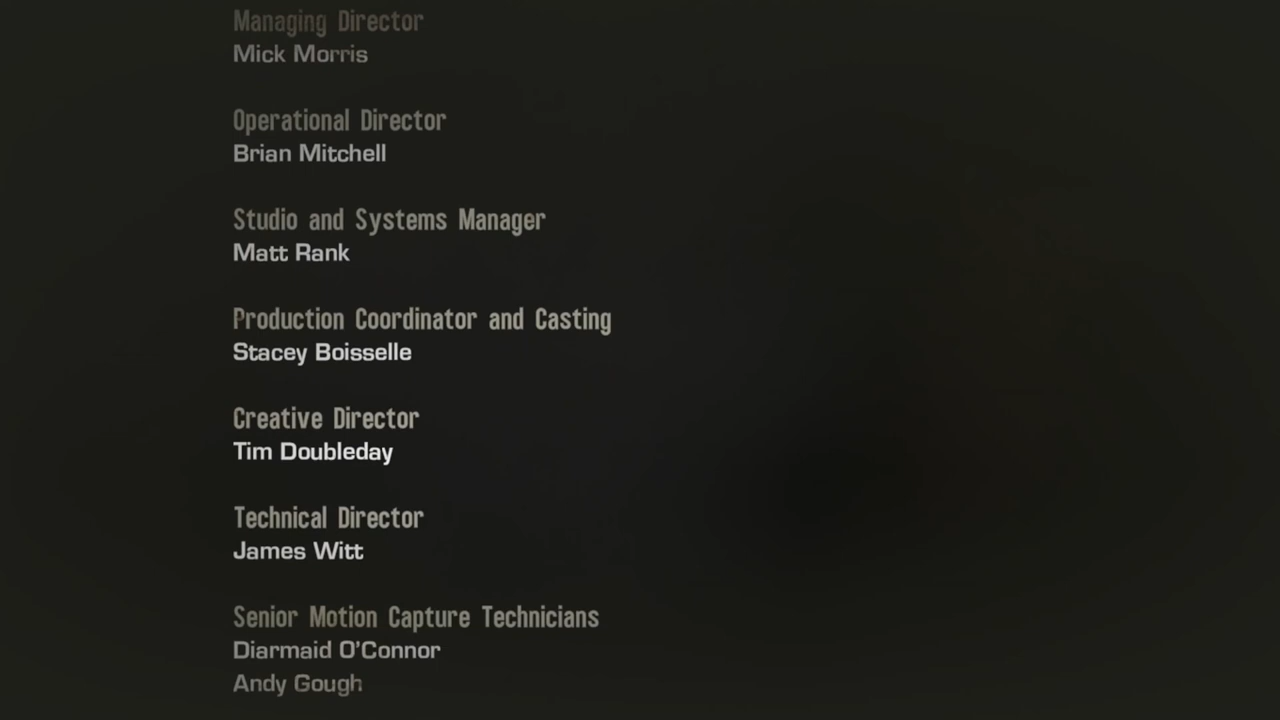 Managing Director
Mick Morris
Operational Director
Brian Mitchell
Studio and Systems Manager
Matt Rank
Production Coordinator and Casting
Stacey Boisselle
Creative Director
Tim Doubleday
Technical Director
James Witt
Senior Motion Capture Technicians
Diarmaid O'Connor
Andy Gough